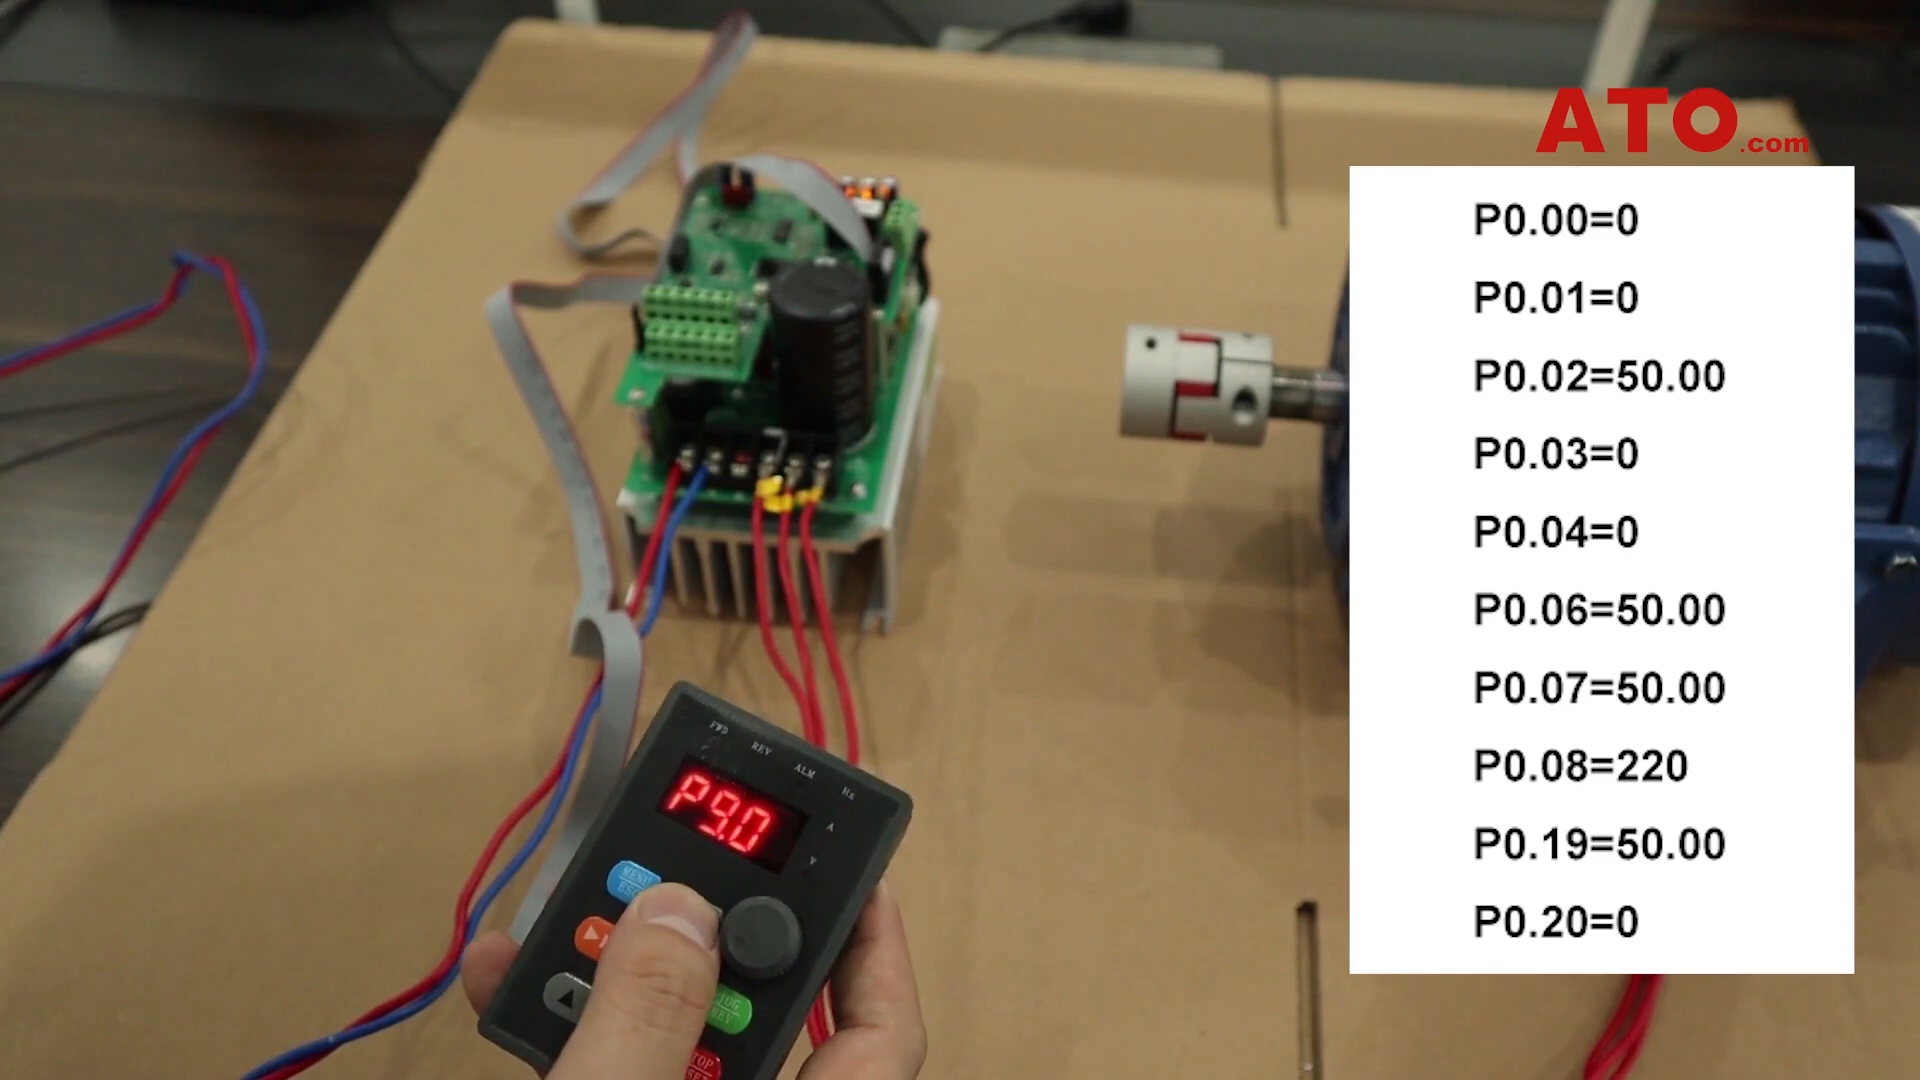 ATO.com
P0.00=0
P0.01=0
P0.02=50.00
P0.03=0
P0.04=0
P0.06=50.00
P0.07=50.00
P0.08=220
P0.19=50.00
P0.20=0
FWD
REV
ALM
Hz
A
V
P9.0
MENU
JOG